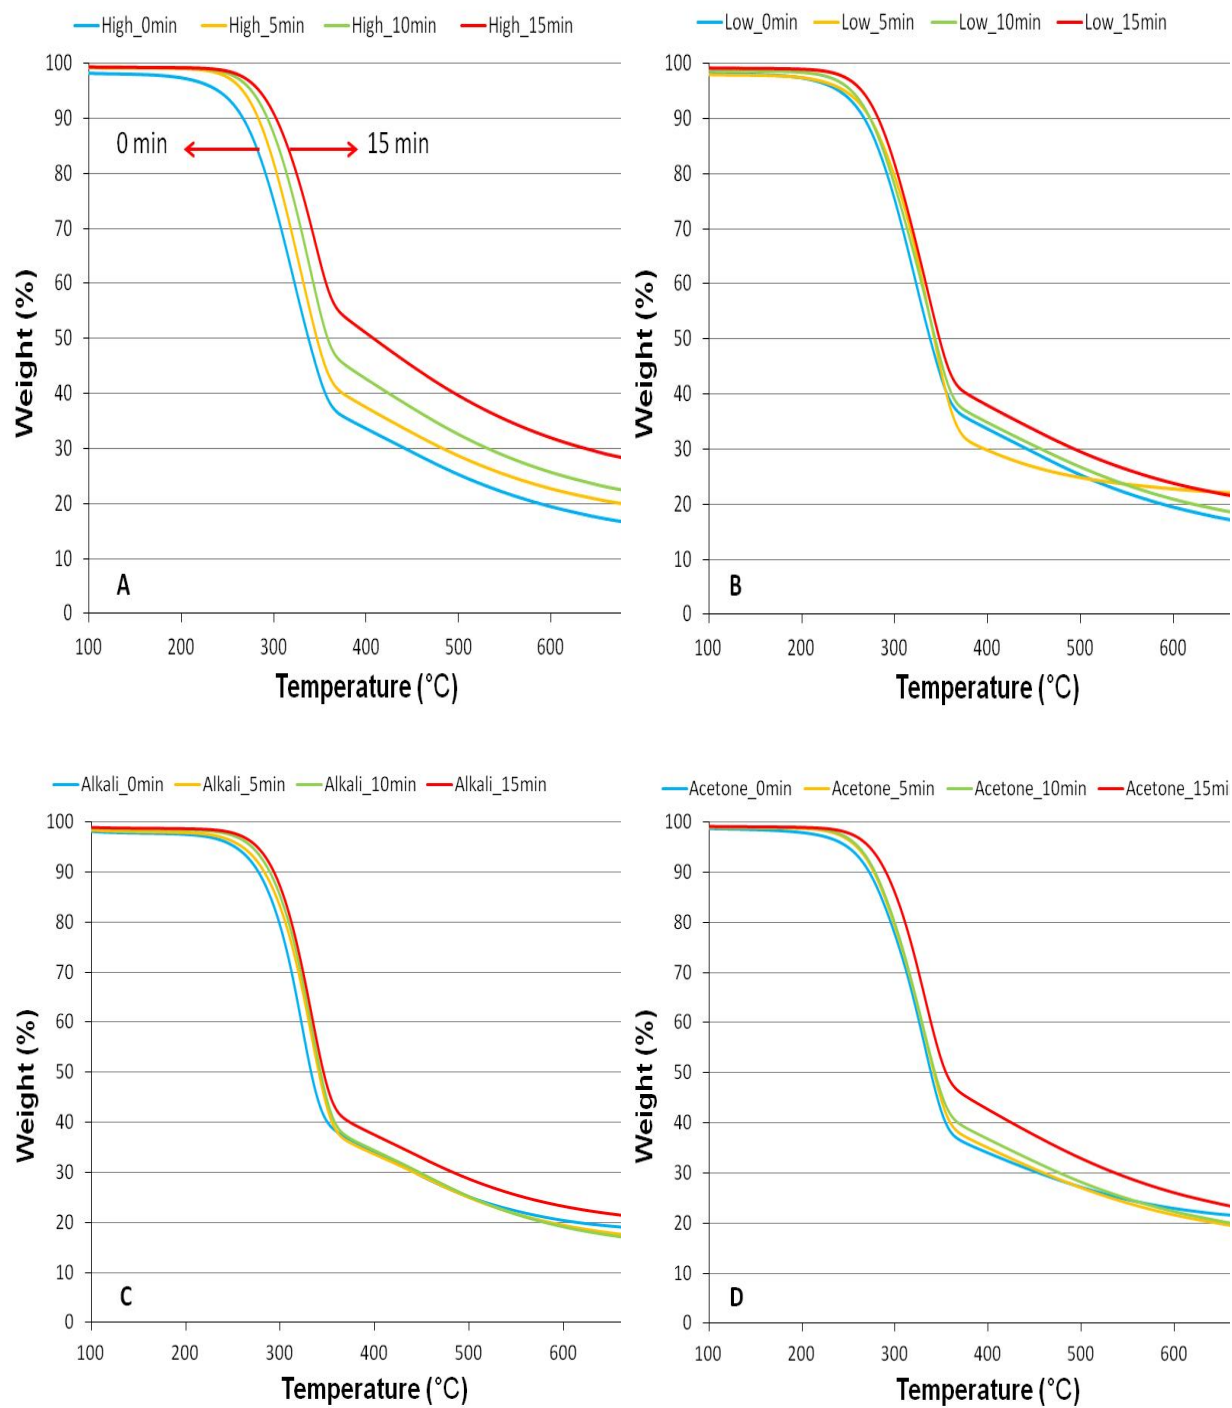 High_0min High_5min High_10min High_15min
100
90
80
70
60
50
40
30
20
10
0
0 min 15 min
Weight (%)
A
100 200 300 400 500 600
Temperature (°C)
Low_0min Low_5min Low_10min Low_15min
100
90
80
70
60
50
40
30
20
10
0
Weight (%)
B
100 200 300 400 500 600
Temperature (°C)
Alkali_0min Alkali_5min Alkali_10min Alkali_15min
100
90
80
70
60
50
40
30
20
10
0
Weight (%)
C
100 200 300 400 500 600
Temperature (°C)
Acetone_0min Acetone_5min Acetone_10min Acetone_15mi
100
90
80
70
60
50
40
30
20
10
0
Weight (%)
D
100 200 300 400 500 600
Temperature (°C)